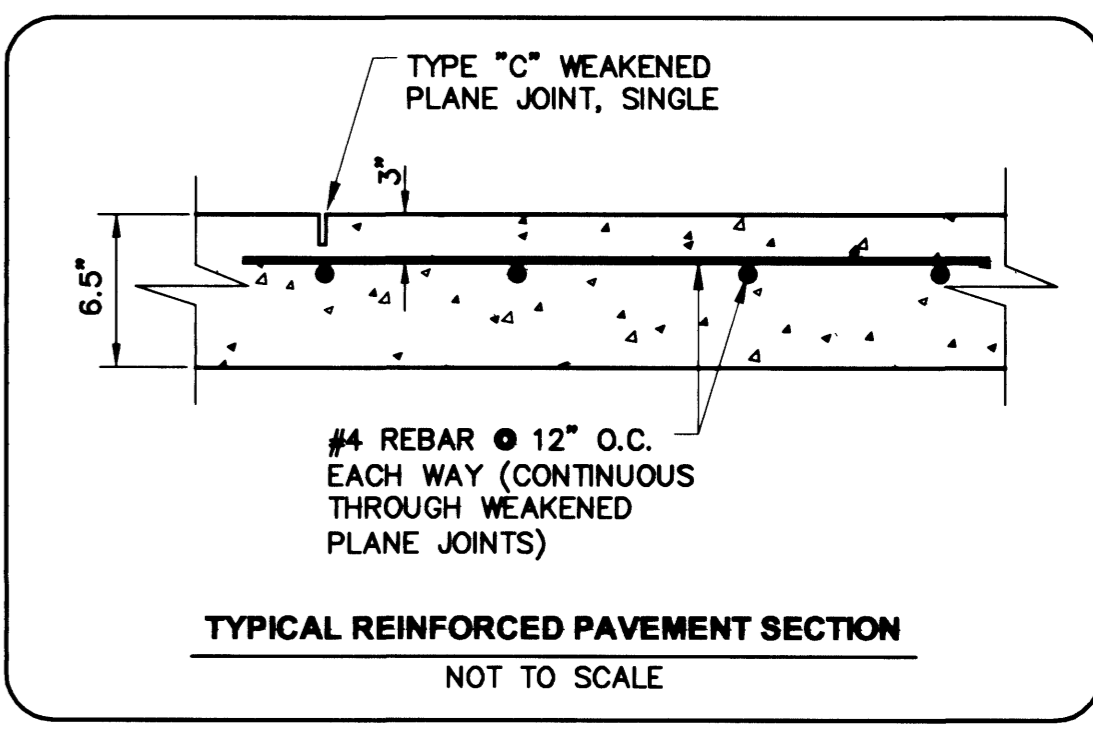 TYPE "C" WEAKENED
PLANE JOINT, SINGLE
3"
6.5"
#4 REBAR @ 12" O.C.
EACH WAY (CONTINUOUS
THROUGH WEAKENED
PLANE JOINTS)
TYPICAL REINFORCED PAVEMENT SECTION
NOT TO SCALE